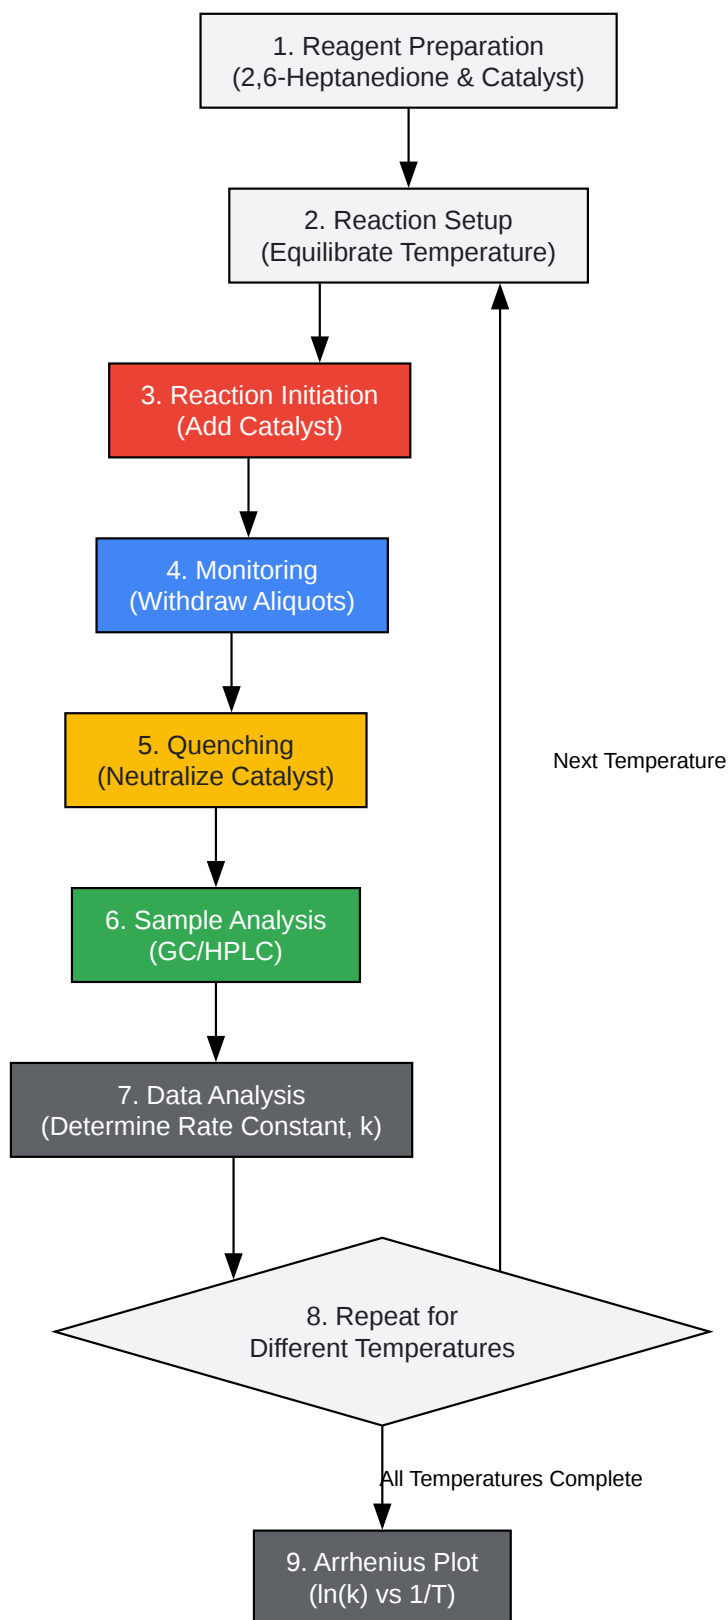 1. Reagent Preparation
(2,6-Heptanedione & Catalyst)
2. Reaction Setup
(Equilibrate Temperature)
3. Reaction Initiation
(Add Catalyst)
4. Monitoring
(Withdraw Aliquots)
5. Quenching
(Neutralize Catalyst)
Next Temperature
6. Sample Analysis
(GC/HPLC)
7. Data Analysis
(Determine Rate Constant, k)
8. Repeat for
Different Temperatures
All Temperatures Complete
9. Arrhenius Plot
(ln(k) vs 1/T)